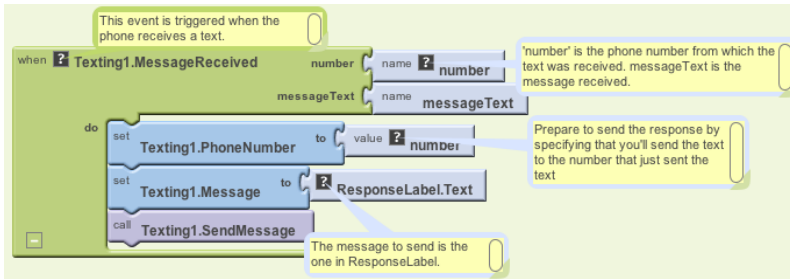 This event is triggered when the
phone receives a text.
when ? Texting1.MessageReceived number name ? number
'number' is the phone number from which the
text was received. messageText is the
message received.
messageText name messageText
do
set Texting1.PhoneNumber to value ? number
Prepare to send the response by
specifying that you'll send the text
to the number that just sent the
text
set Texting1.Message to ? ResponseLabel.Text
call Texting1.SendMessage
The message to send is the
one in ResponseLabel.